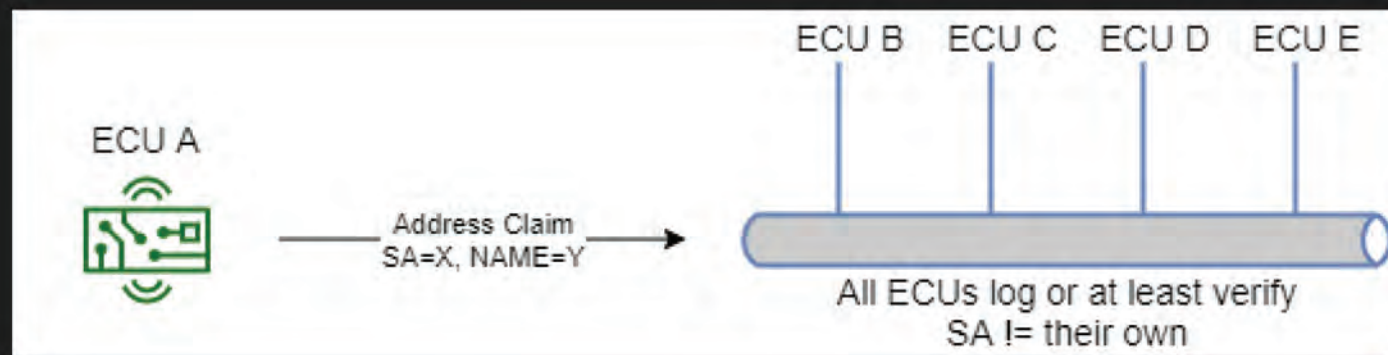 ECU B ECU C ECU D ECU E
ECU A
Address Claim
SA=X, NAME=Y
All ECUs log or at least verify
SA != their own